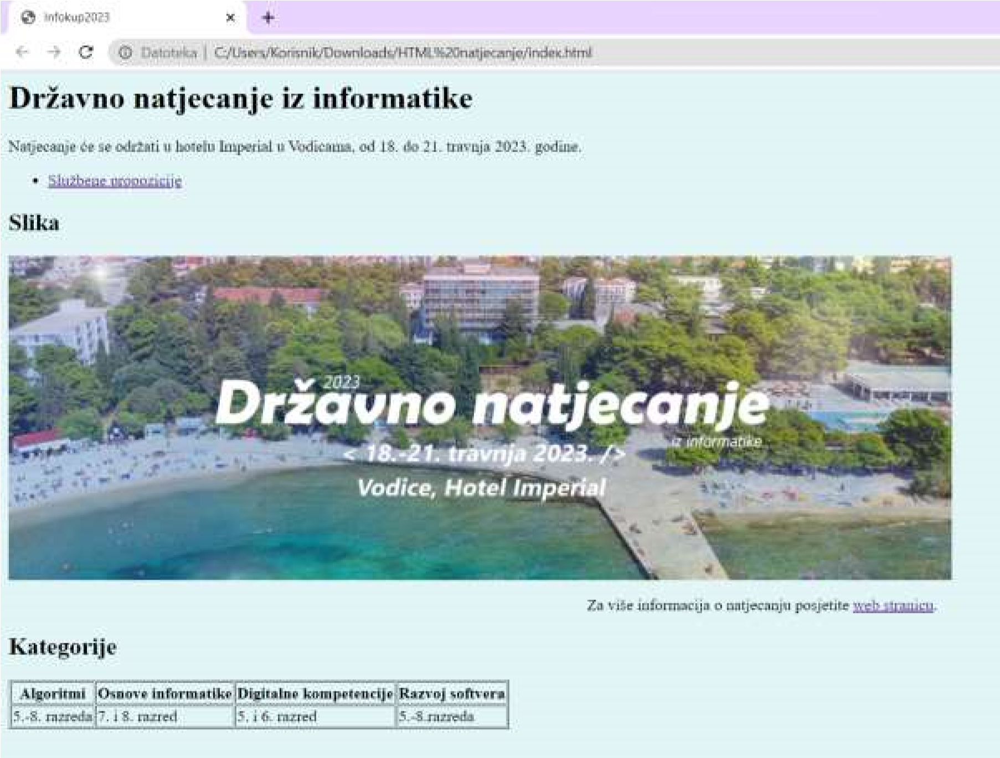 Infokup2023
Datoteka | C:/Users/Korisnik/Downloads/HTML%20natjecanje/index.html
Državno natjecanje iz informatike
Natjecanje će se održati u hotelu Imperial u Vodicama, od 18. do 21. travnja 2023. godine.
• Službene propozicije
Slika
2023
Državno natjecanje
iz informatike
< 18.-21. travnja 2023. />
Vodice, Hotel Imperial
Za više informacija o natjecanju posjetite web stranicu.
Kategorije
Algoritmi Osnove informatike Digitalne kompetencije Razvoj softvera
5.-8. razreda 7. i 8. razred 5. i 6. razred 5.-8.razreda